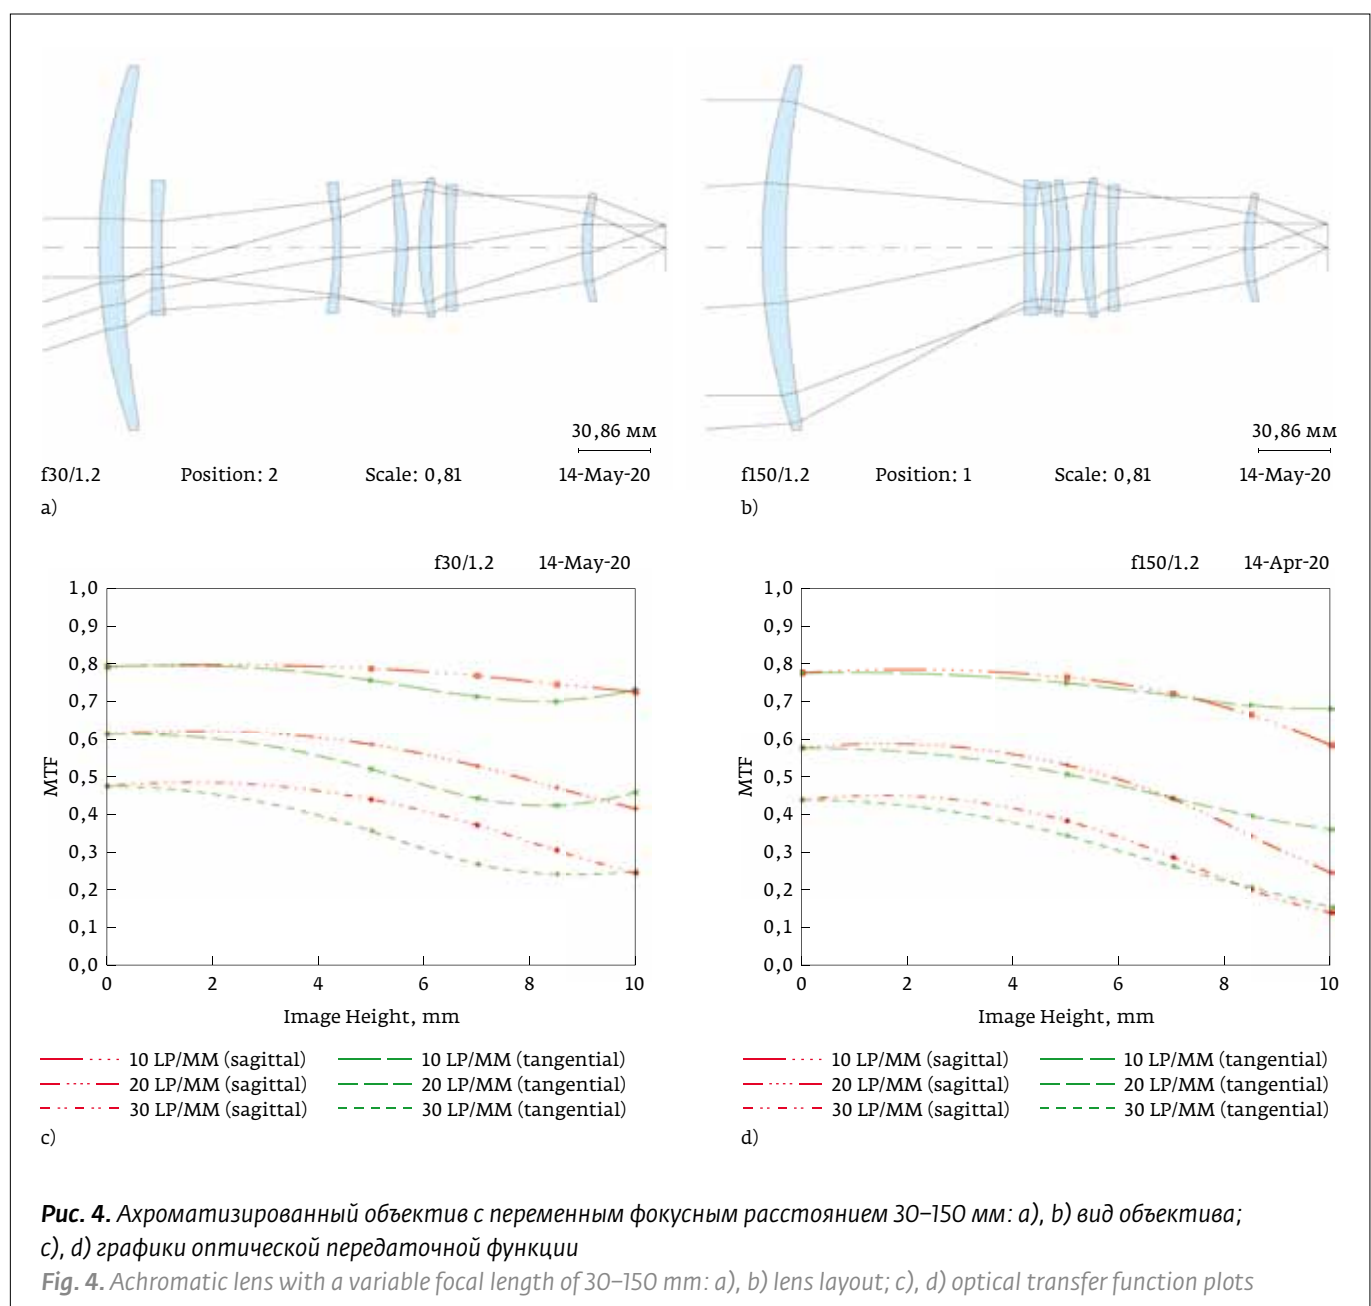 30,86 мм
f30/1.2 Position: 2 Scale: 0,81 14-May-20
a)
30,86 мм
f150/1.2 Position: 1 Scale: 0,81 14-May-20
b)
f30/1.2 14-May-20
1,0
0,9
0,8
0,7
0,6
0,5
0,4
0,3
0,2
0,1
0,0
MTF
0 2 4 6 8 10
Image Height, mm
10 LP/MM (sagittal) 10 LP/MM (tangential)
20 LP/MM (sagittal) 20 LP/MM (tangential)
30 LP/MM (sagittal) 30 LP/MM (tangential)
c)
f150/1.2 14-Apr-20
1,0
0,9
0,8
0,7
0,6
0,5
0,4
0,3
0,2
0,1
0,0
MTF
0 2 4 6 8 10
Image Height, mm
10 LP/MM (sagittal) 10 LP/MM (tangential)
20 LP/MM (sagittal) 20 LP/MM (tangential)
30 LP/MM (sagittal) 30 LP/MM (tangential)
d)
Рис. 4. Ахроматизированный объектив с переменным фокусным расстоянием 30–150 мм: a), b) вид объектива;
c), d) графики оптической передаточной функции
Fig. 4. Achromatic lens with a variable focal length of 30–150 mm: a), b) lens layout; c), d) optical transfer function plots